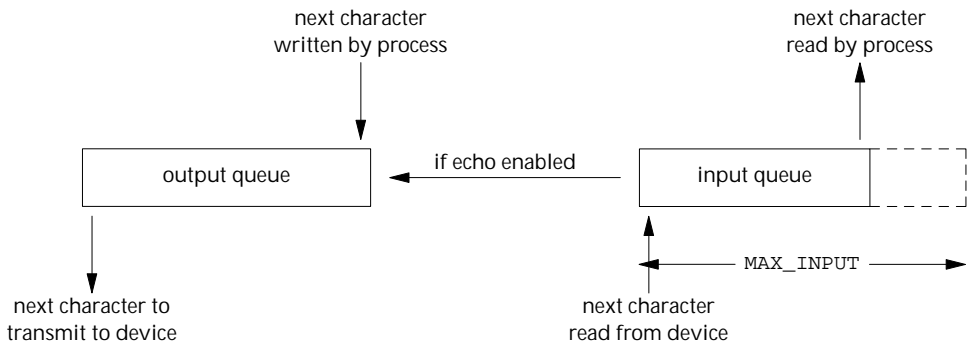 next character
written by process
next character
read by process
output queue
if echo enabled
input queue
MAX_INPUT
next character to
transmit to device
next character
read from device